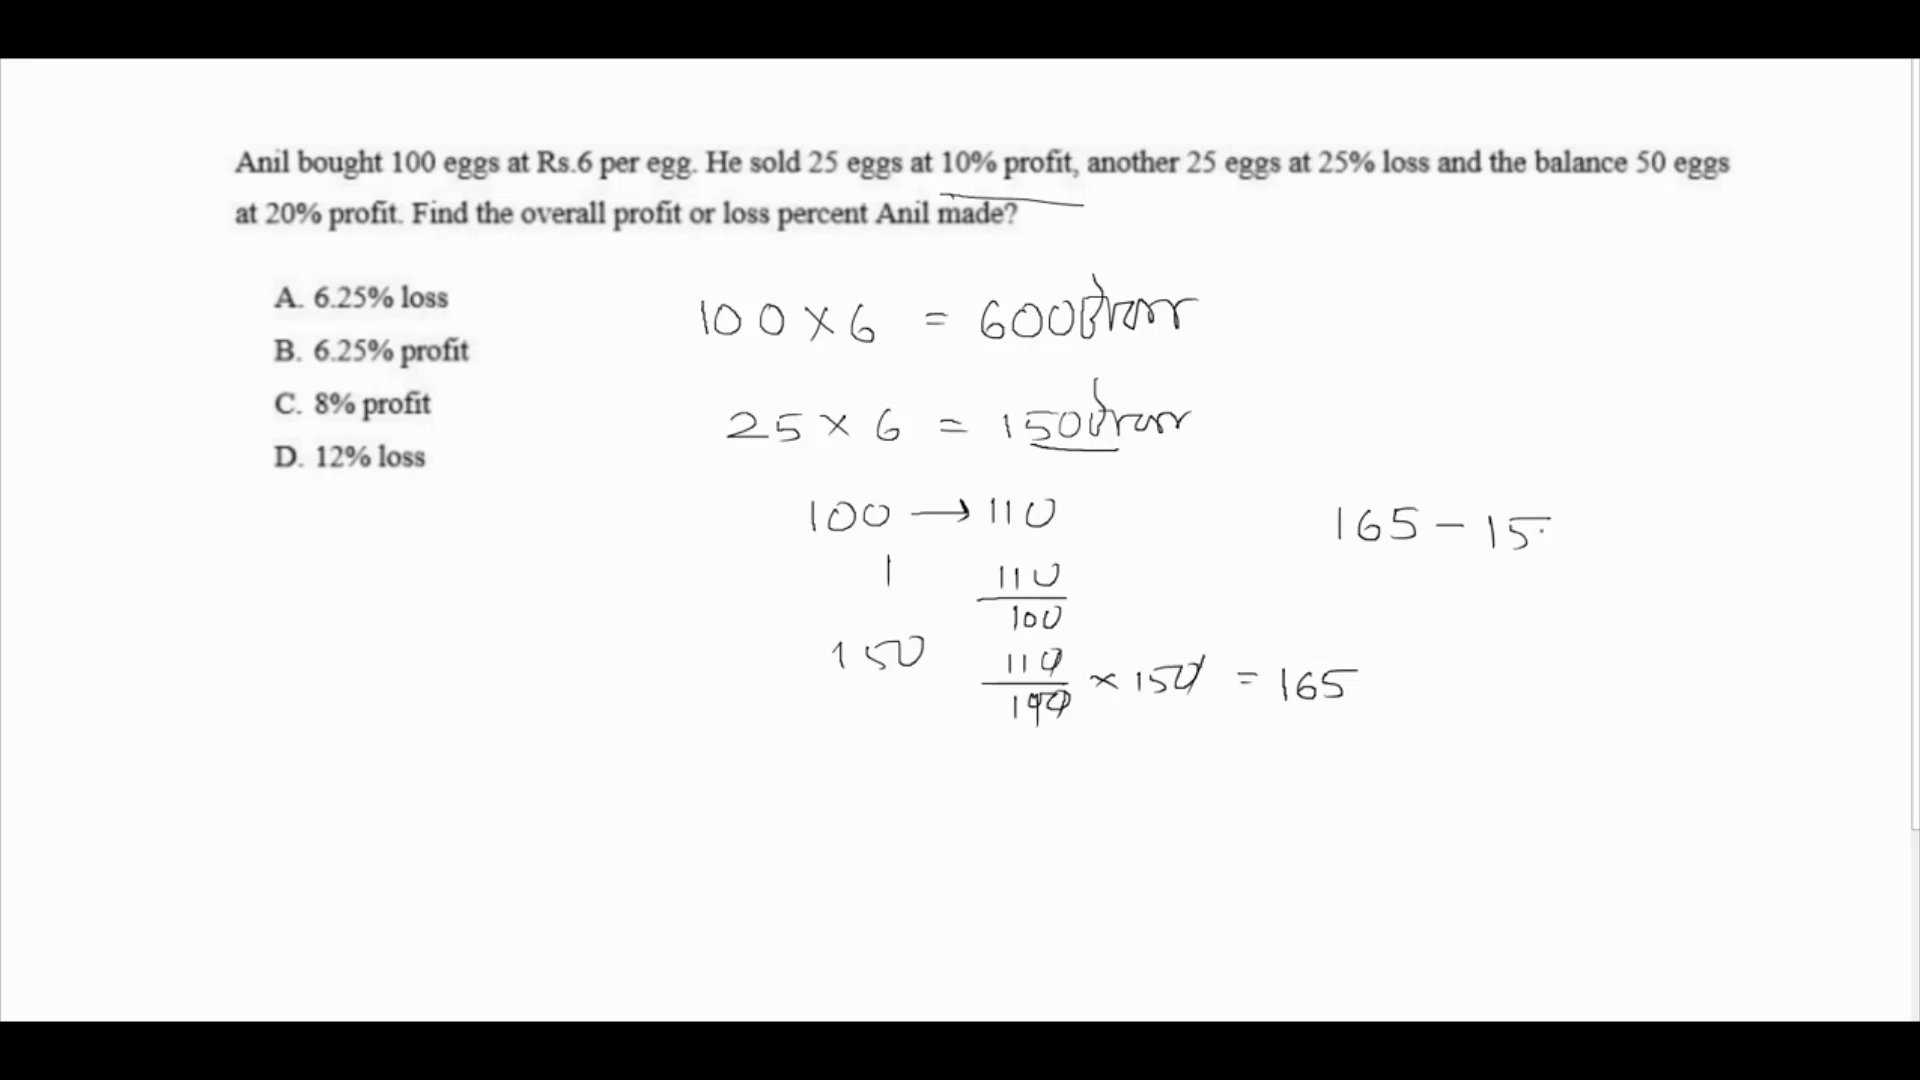 Anil bought 100 eggs at Rs.6 per egg. He sold 25 eggs at 10% profit, another 25 eggs at 25% loss and the balance 50 eggs
at 20% profit. Find the overall profit or loss percent Anil made?
A. 6.25% loss
B. 6.25% profit
C. 8% profit
D. 12% loss
100 × 6 = 600
25 × 6 = 150
100 → 110
1 110/100
150 110/100 × 150 = 165
165 - 15